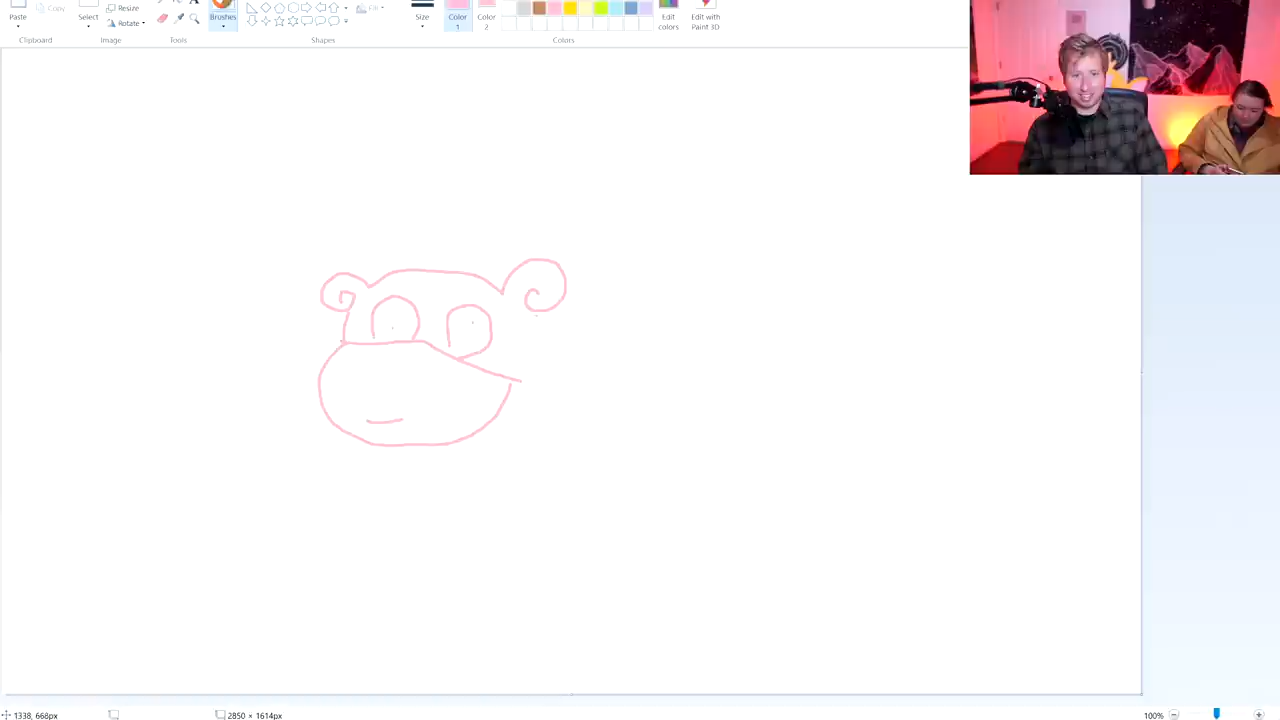 Paste
Copy
Select
Resize
Rotate
A
Brushes
Fill
Size
Color
1
Color
2
Edit
colors
Edit with
Paint 3D
Clipboard
Image
Tools
Shapes
Colors
1338, 668px
2850 × 1614px
100%